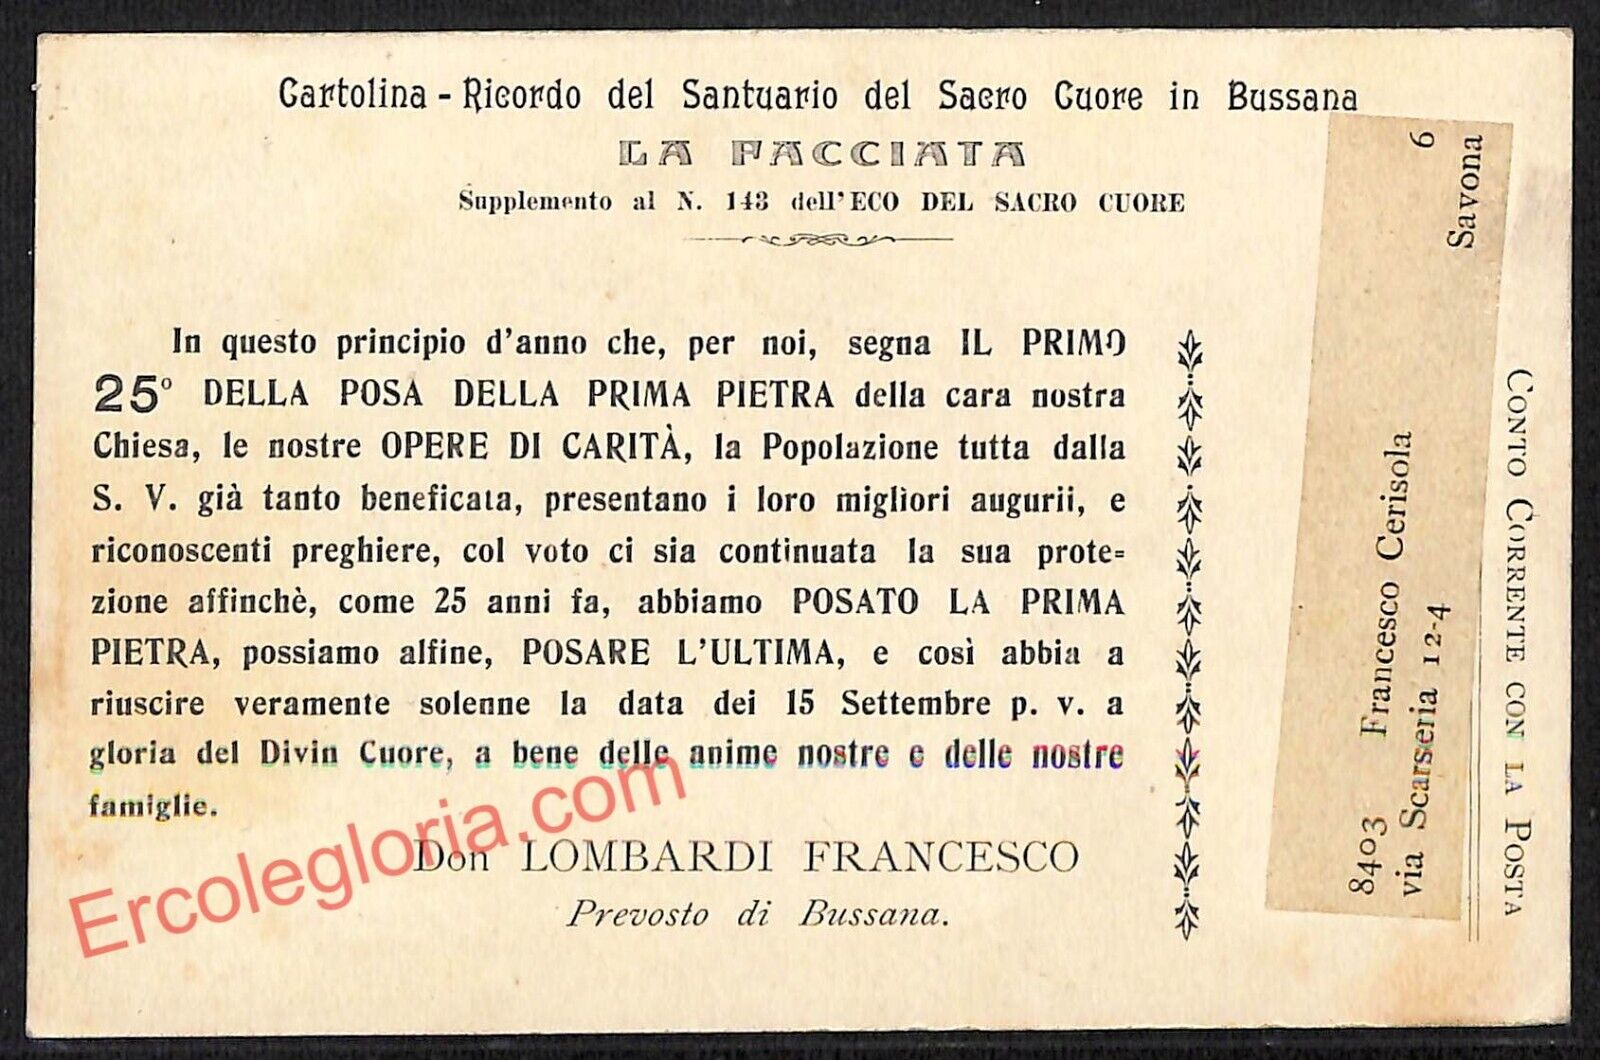 Cartolina - Ricordo del Santuario del Sacro Cuore in Bussana
LA FACCIATA
Supplemento al N. 143 dell'ECO DEL SACRO CUORE
In questo principio d'anno che, per noi, segna IL PRIMO
25° DELLA POSA DELLA PRIMA PIETRA della cara nostra
Chiesa, le nostre OPERE DI CARITÀ, la Popolazione tutta dalla
S. V. già tanto beneficata, presentano i loro migliori augurii, e
riconoscenti preghiere, col voto ci sia continuata la sua prote=
zione affinchè, come 25 anni fa, abbiamo POSATO LA PRIMA
PIETRA, possiamo alfine, POSARE L'ULTIMA, e così abbia a
riuscire veramente solenne la data dei 15 Settembre p. v. a
gloria del Divin Cuore, a bene delle anime nostre e delle nostre
famiglie.
Don LOMBARDI FRANCESCO
Prevosto di Bussana.
8403 Francesco Cerisola 6
via Scarseria 12-4 Savona
CONTO CORRENTE CON LA POSTA
Ercolegloria.com